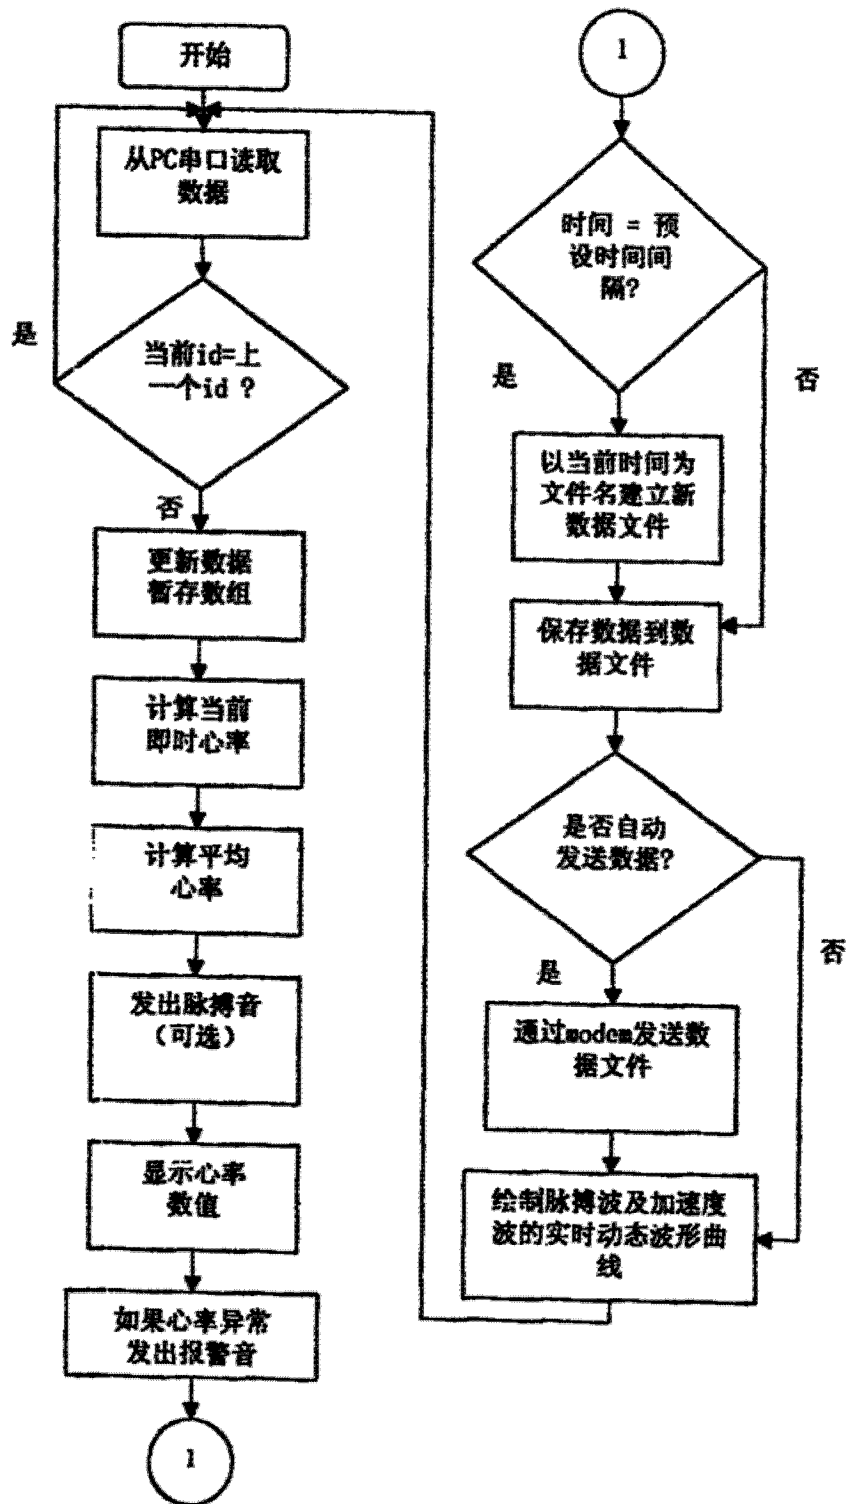 开始
从PC串口读取
数据
是
当前id=上
一个id ?
否
更新数据
暂存数组
计算当前
即时心率
计算平均
心率
发出脉搏音
（可选）
显示心率
数值
如果心率异常
发出报警音
1
1
时间 = 预
设时间间
隔?
是
否
以当前时间为
文件名建立新
数据文件
保存数据到数
据文件
是否自动
发送数据?
是
否
通过modem发送数
据文件
绘制脉搏波及加速度
波的实时动态波形曲
线